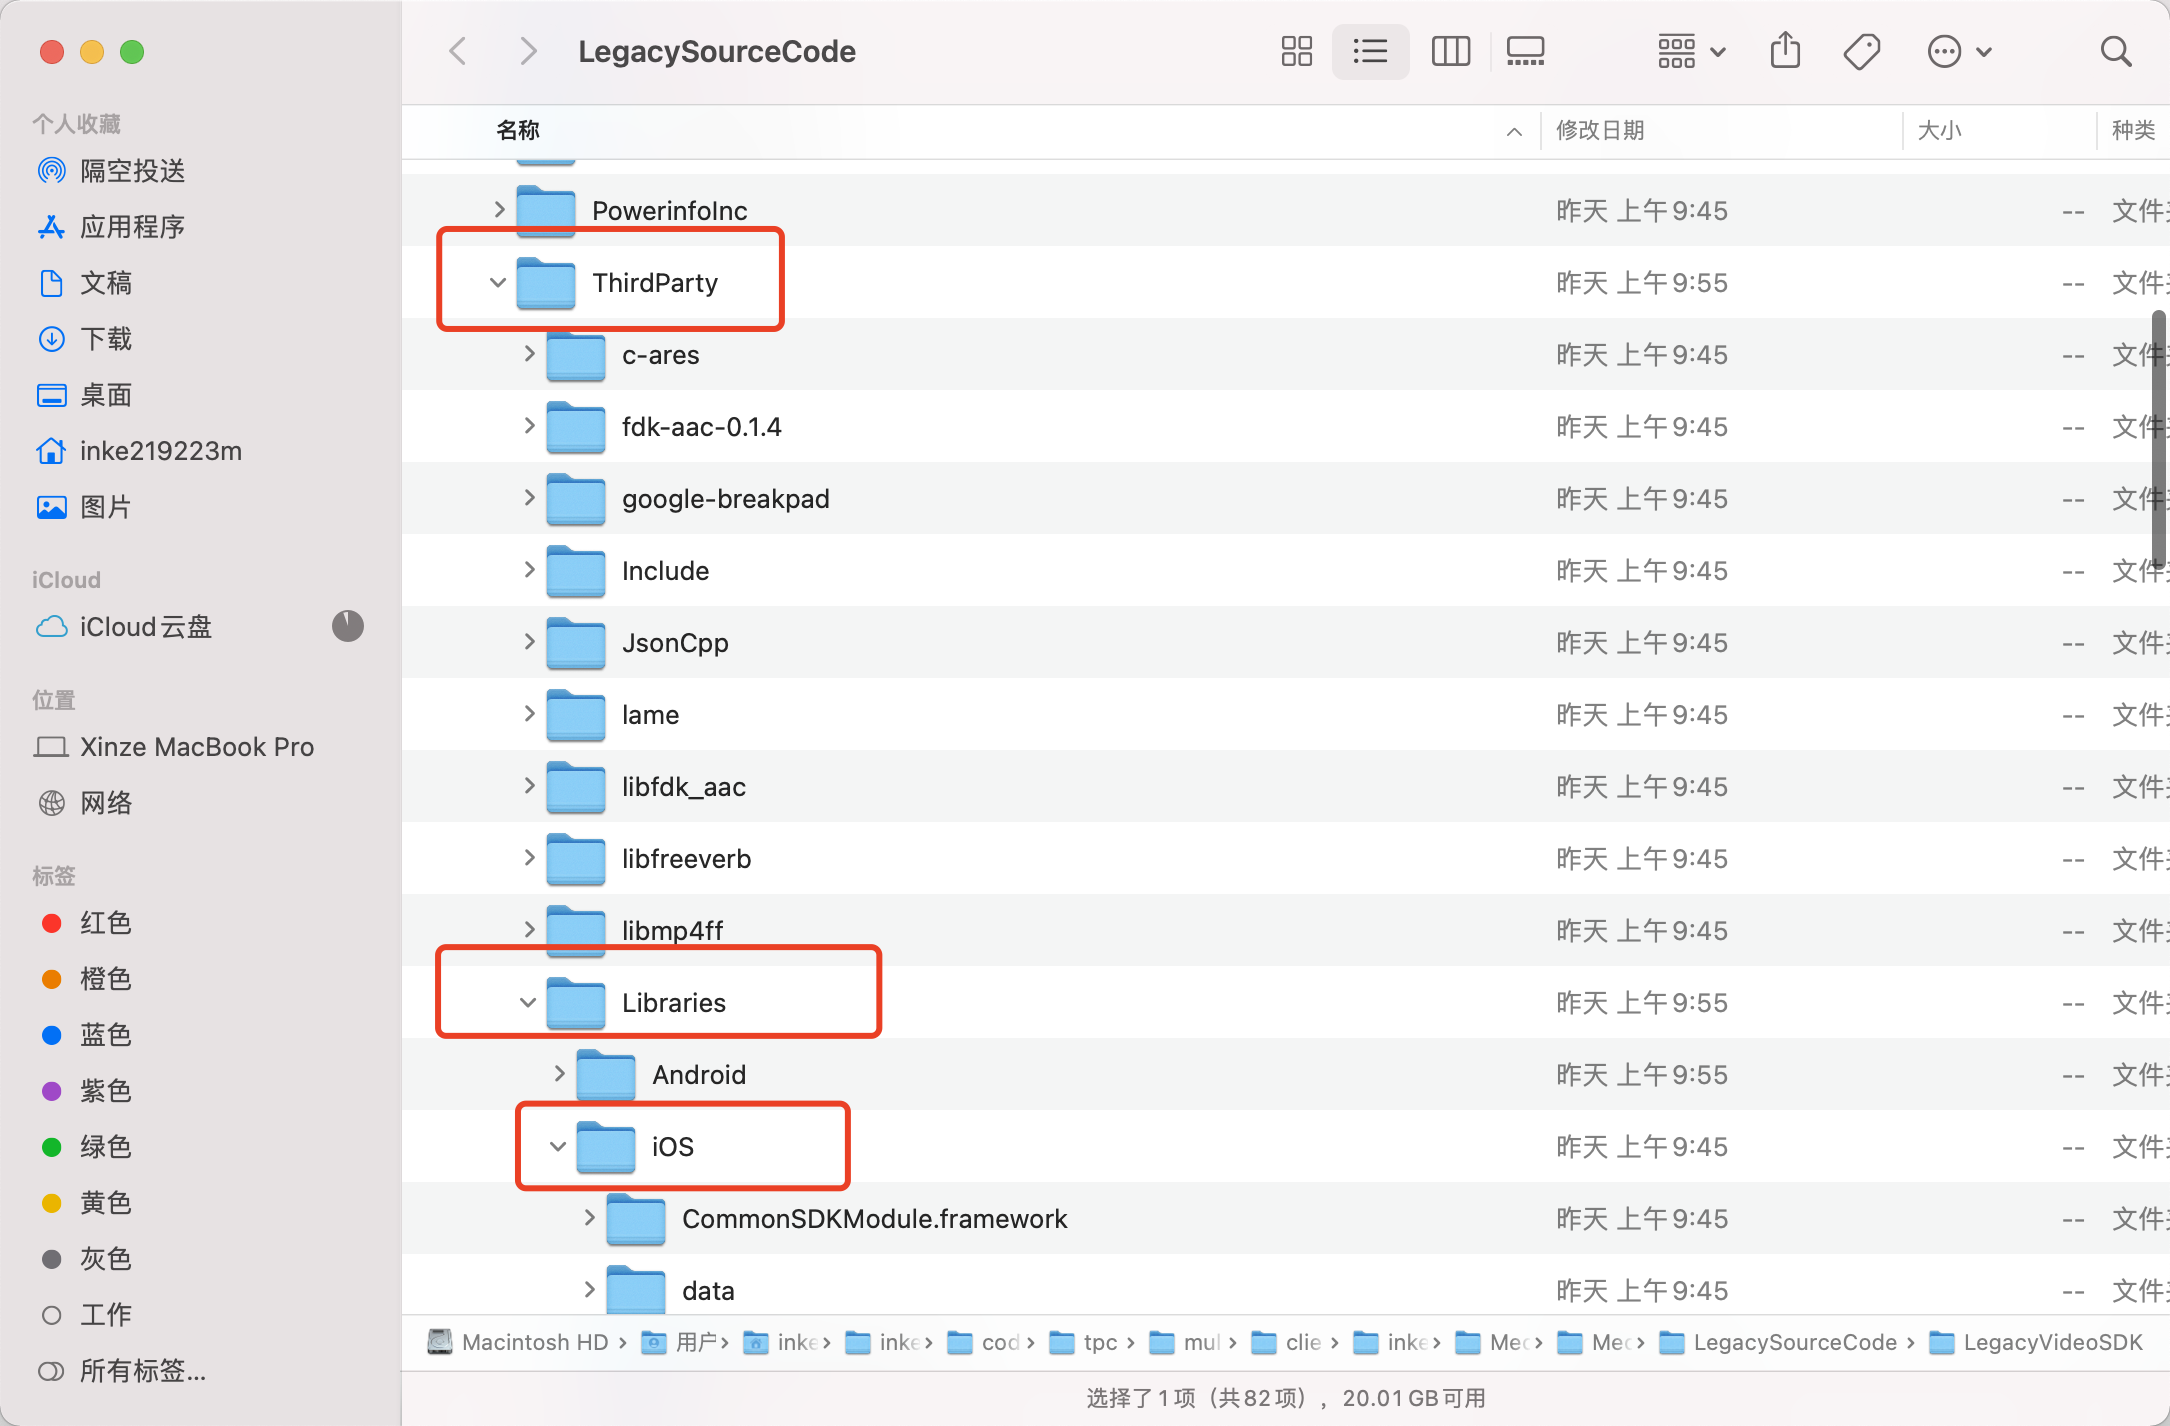 LegacySourceCode
个人收藏
隔空投送
应用程序
文稿
下载
桌面
inke219223m
图片
iCloud
iCloud云盘
位置
Xinze MacBook Pro
网络
标签
红色
橙色
蓝色
紫色
绿色
黄色
灰色
工作
所有标签...
名称 修改日期 大小 种类
PowerinfoInc 昨天 上午9:45 -- 文件
ThirdParty 昨天 上午9:55 -- 文件
c-ares 昨天 上午9:45 -- 文件
fdk-aac-0.1.4 昨天 上午9:45 -- 文件
google-breakpad 昨天 上午9:45 -- 文件
Include 昨天 上午9:45 -- 文件
JsonCpp 昨天 上午9:45 -- 文件
lame 昨天 上午9:45 -- 文件
libfdk_aac 昨天 上午9:45 -- 文件
libfreeverb 昨天 上午9:45 -- 文件
libmp4ff 昨天 上午9:45 -- 文件
Libraries 昨天 上午9:55 -- 文件
Android 昨天 上午9:55 -- 文件
iOS 昨天 上午9:45 -- 文件
CommonSDKModule.framework 昨天 上午9:45 -- 文件
data 昨天 上午9:45 -- 文件
Macintosh HD › 用户 › inke › inke › cod › tpc › mul › clie › inke › Mec › Mec › LegacySourceCode › LegacyVideoSDK
选择了1项（共82项），20.01 GB可用